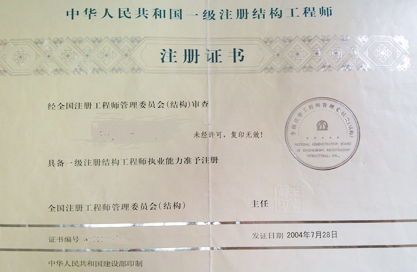 中华人民共和国一级注册结构工程师
注册证书
经全国注册工程师管理委员会(结构)审查
未经许可，复印无效!
具备一级注册结构工程师执业能力准予注册
全国注册工程师管理委员会(结构)
主任
证书编号
发证日期 2004年7月28日
中华人民共和国建设部印制